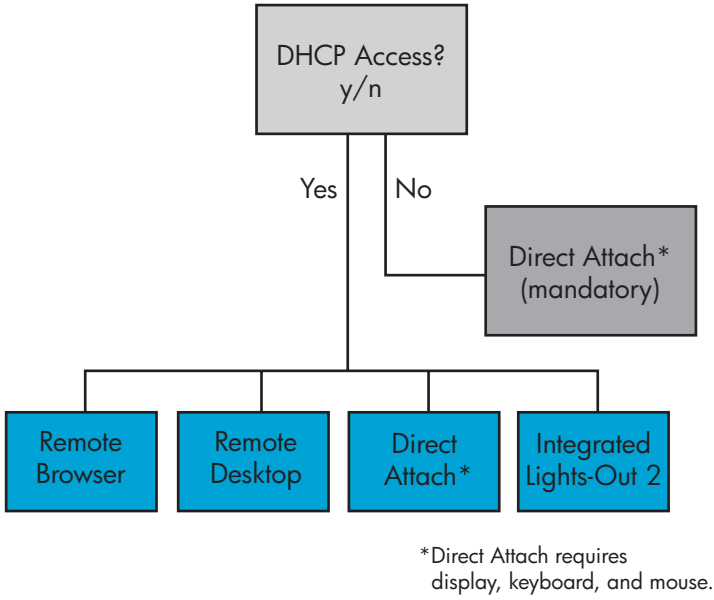 DHCP Access?
y/n
Yes
No
Direct Attach*
(mandatory)
Remote
Browser
Remote
Desktop
Direct
Attach*
Integrated
Lights-Out 2
*Direct Attach requires
display, keyboard, and mouse.